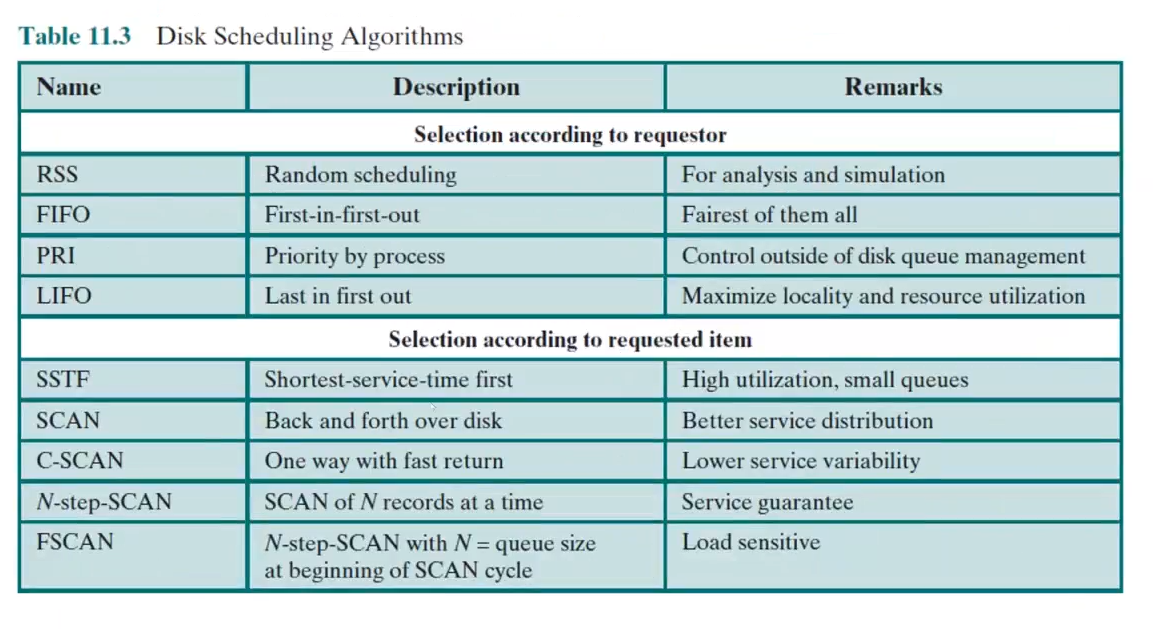 Table 11.3 Disk Scheduling Algorithms
Name Description Remarks
Selection according to requestor
RSS Random scheduling For analysis and simulation
FIFO First-in-first-out Fairest of them all
PRI Priority by process Control outside of disk queue management
LIFO Last in first out Maximize locality and resource utilization
Selection according to requested item
SSTF Shortest-service-time first High utilization, small queues
SCAN Back and forth over disk Better service distribution
C-SCAN One way with fast return Lower service variability
N-step-SCAN SCAN of N records at a time Service guarantee
FSCAN N-step-SCAN with N = queue size Load sensitive
at beginning of SCAN cycle